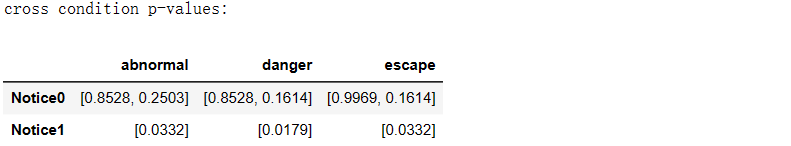 cross condition p-values:
abnormal danger escape
Notice0 [0.8528, 0.2503] [0.8528, 0.1614] [0.9969, 0.1614]
Notice1 [0.0332] [0.0179] [0.0332]